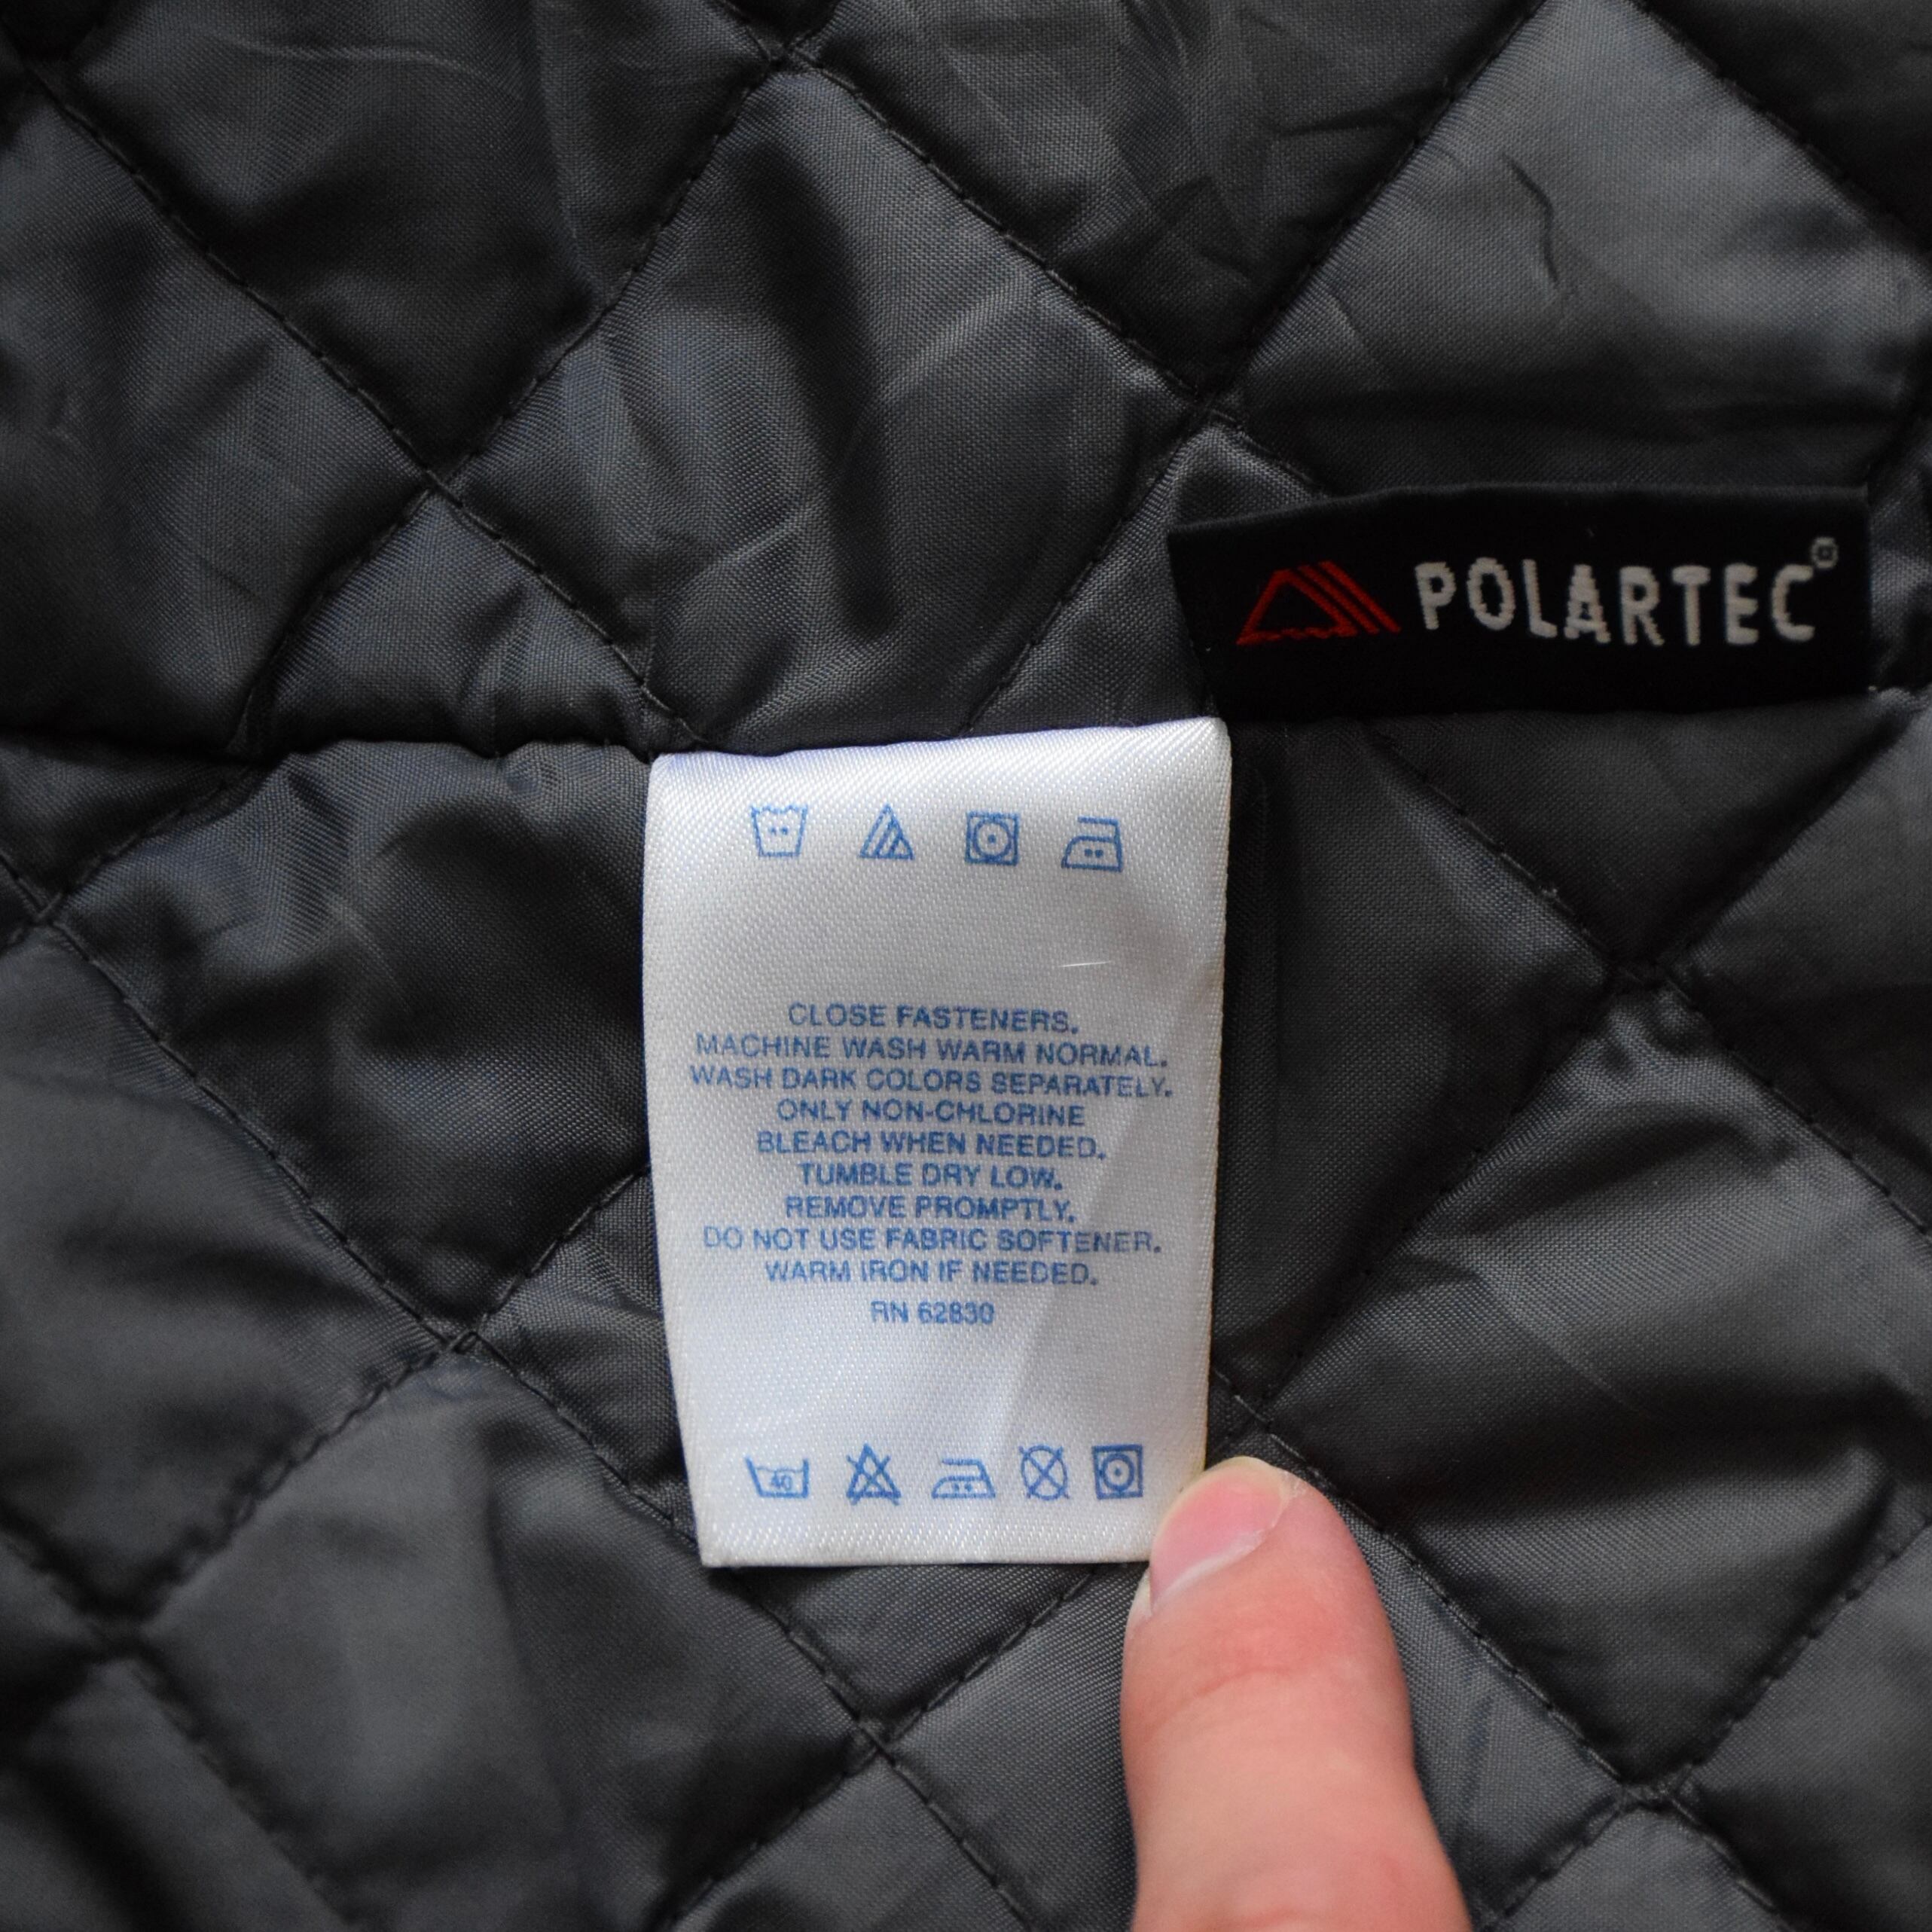 POLARTEC®
CLOSE FASTENERS.
MACHINE WASH WARM NORMAL.
WASH DARK COLORS SEPARATELY.
ONLY NON-CHLORINE
BLEACH WHEN NEEDED.
TUMBLE DRY LOW.
REMOVE PROMPTLY.
DO NOT USE FABRIC SOFTENER.
WARM IRON IF NEEDED.
RN 62830
40